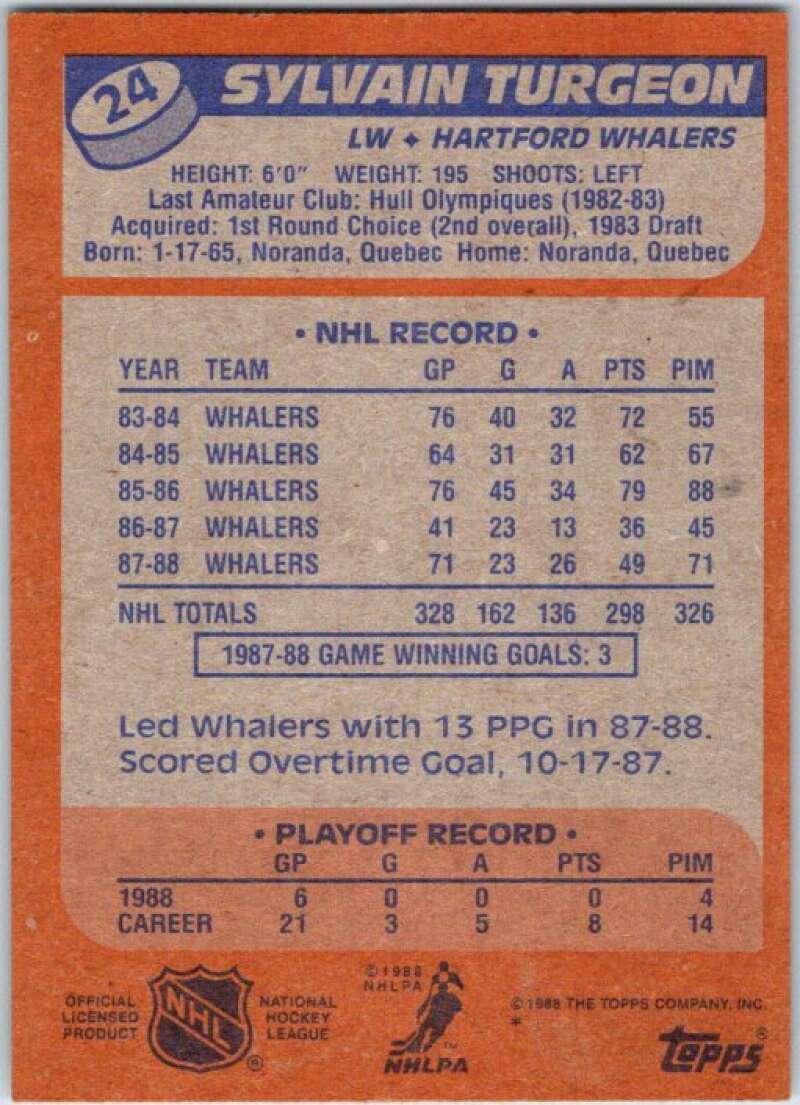 24
SYLVAIN TURGEON
LW ✦ HARTFORD WHALERS
HEIGHT: 6'0" WEIGHT: 195 SHOOTS: LEFT
Last Amateur Club: Hull Olympiques (1982-83)
Acquired: 1st Round Choice (2nd overall), 1983 Draft
Born: 1-17-65, Noranda, Quebec Home: Noranda, Quebec
• NHL RECORD •
YEAR TEAM GP G A PTS PIM
83-84 WHALERS 76 40 32 72 55
84-85 WHALERS 64 31 31 62 67
85-86 WHALERS 76 45 34 79 88
86-87 WHALERS 41 23 13 36 45
87-88 WHALERS 71 23 26 49 71
NHL TOTALS 328 162 136 298 326
1987-88 GAME WINNING GOALS: 3
Led Whalers with 13 PPG in 87-88.
Scored Overtime Goal, 10-17-87.
• PLAYOFF RECORD •
GP G A PTS PIM
1988 6 0 0 0 4
CAREER 21 3 5 8 14
OFFICIAL
LICENSED
PRODUCT
NHL
®
NATIONAL
HOCKEY
LEAGUE
©1988
NHLPA
™
NHLPA
©1988 THE TOPPS COMPANY, INC.
*
topps®